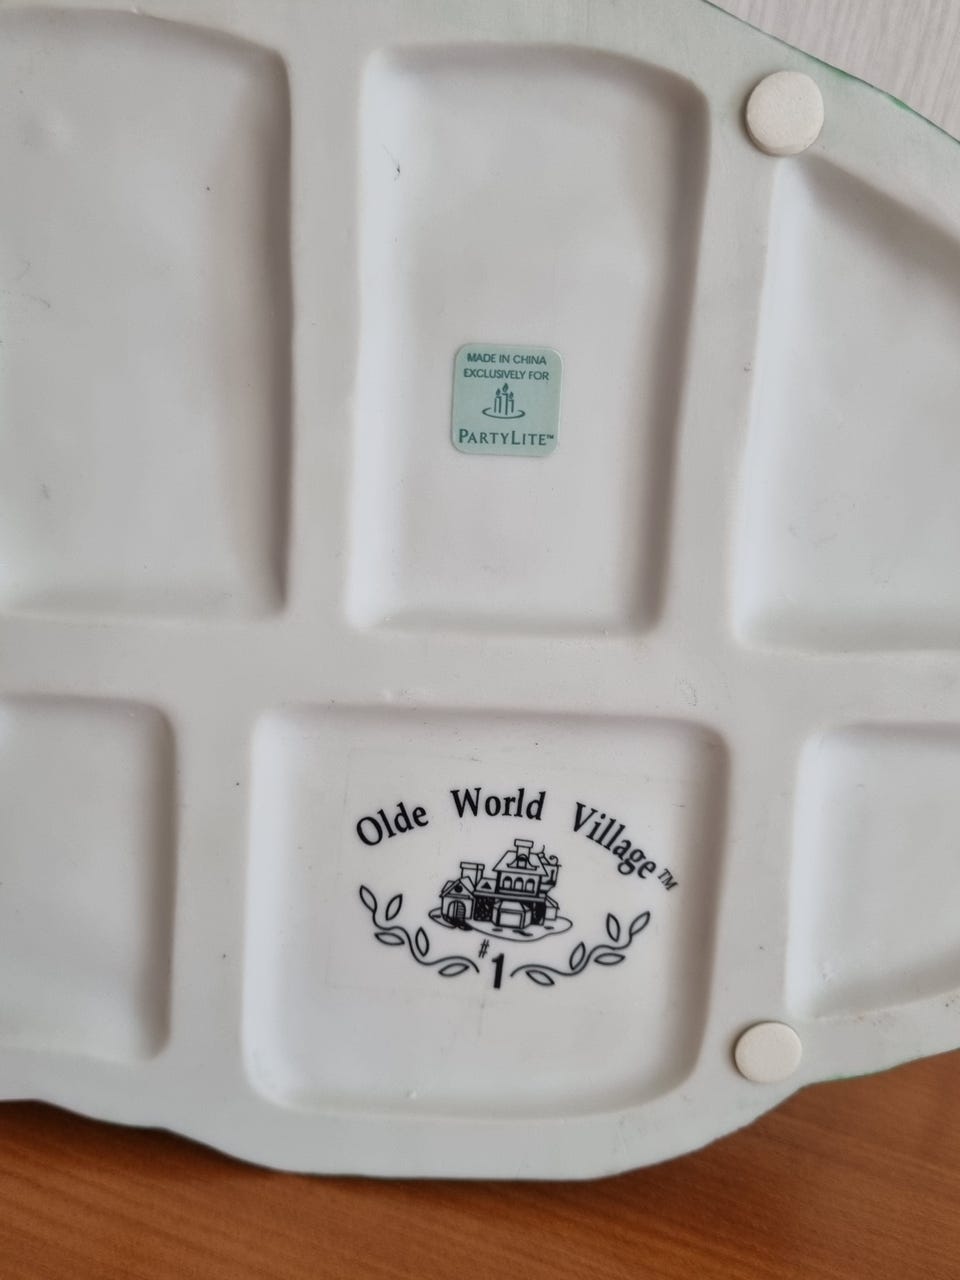 MADE IN CHINA
EXCLUSIVELY FOR
PARTYLITE™
Olde World Village™
#1